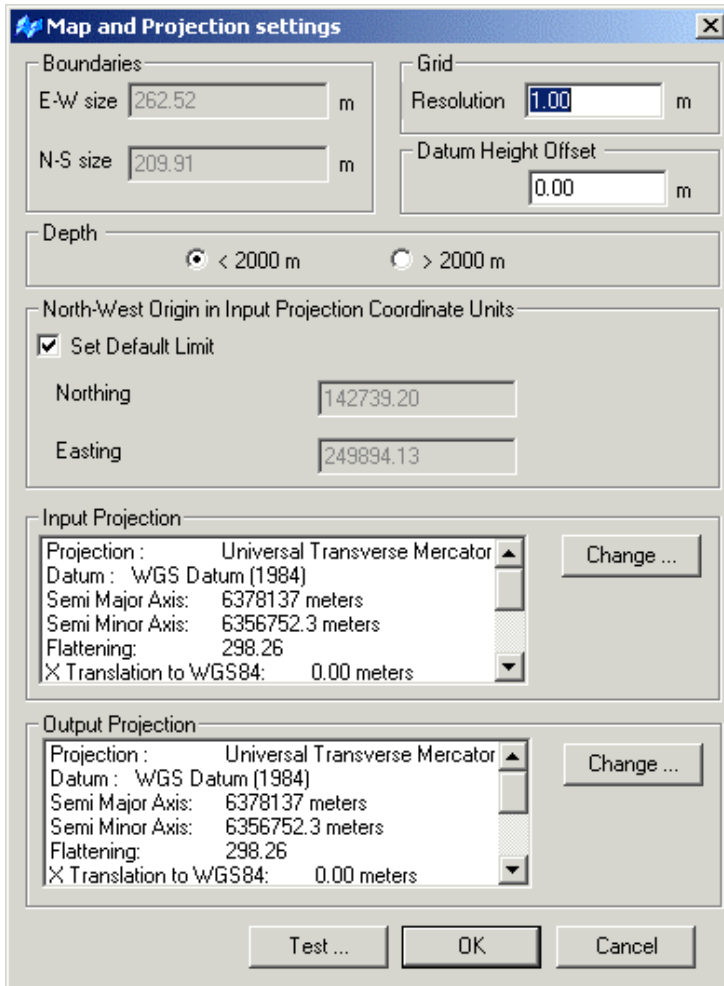 Map and Projection settings
Boundaries
E-W size 262.52 m
N-S size 209.91 m
Grid
Resolution 1.00 m
Datum Height Offset
0.00 m
Depth
< 2000 m > 2000 m
North-West Origin in Input Projection Coordinate Units
Set Default Limit
Northing 142739.20
Easting 249894.13
Input Projection
Projection : Universal Transverse Mercator
Datum : WGS Datum (1984)
Semi Major Axis: 6378137 meters
Semi Minor Axis: 6356752.3 meters
Flattening: 298.26
X Translation to WGS84: 0.00 meters
Change ...
Output Projection
Projection : Universal Transverse Mercator
Datum : WGS Datum (1984)
Semi Major Axis: 6378137 meters
Semi Minor Axis: 6356752.3 meters
Flattening: 298.26
X Translation to WGS84: 0.00 meters
Change ...
Test ... OK Cancel